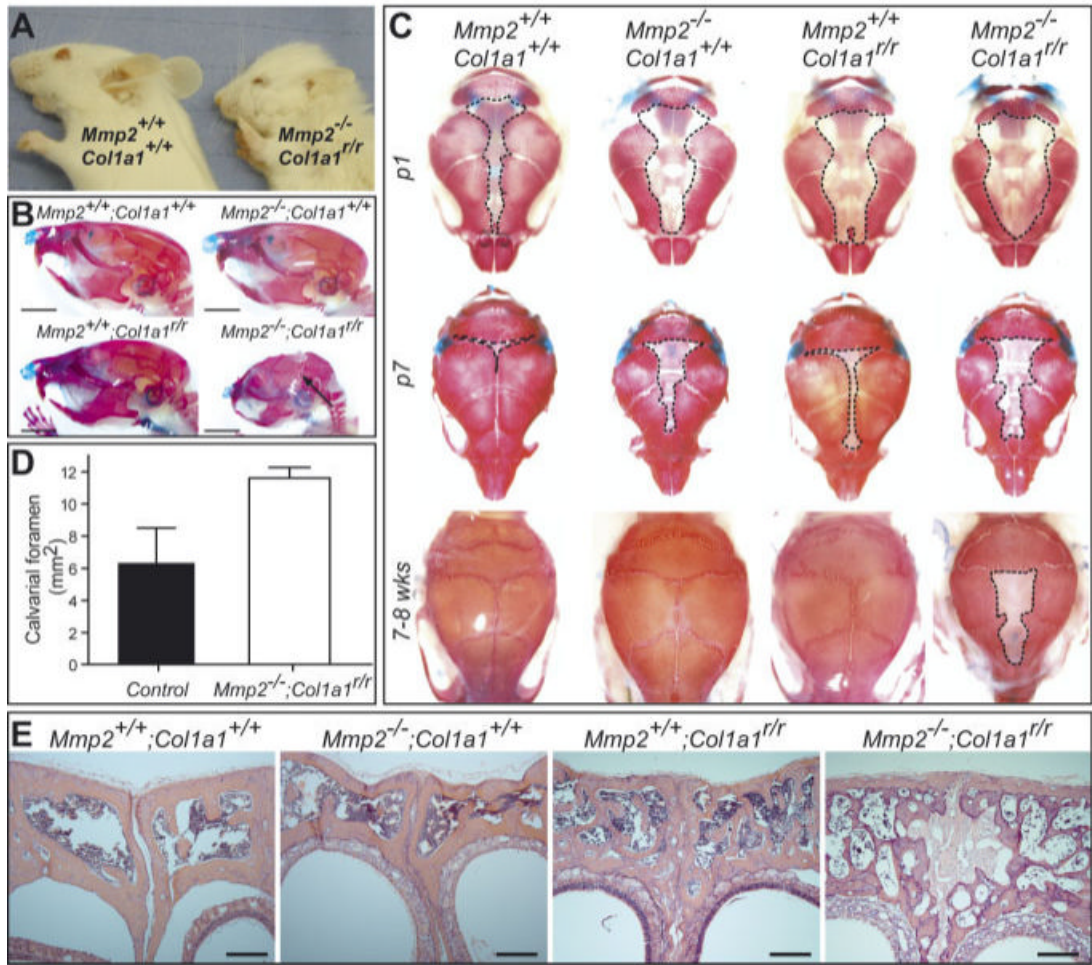 A
Mmp2+/+
Col1a1+/+
Mmp2-/-
Col1a1r/r
B
Mmp2+/+;Col1a1+/+
Mmp2-/-;Col1a1+/+
Mmp2+/+;Col1a1r/r
Mmp2-/-;Col1a1r/r
C
Mmp2+/+
Col1a1+/+
Mmp2-/-
Col1a1+/+
Mmp2+/+
Col1a1r/r
Mmp2-/-
Col1a1r/r
p1
p7
7-8 wks
D
Calvarial foramen
(mm2)
12
10
8
6
4
2
0
Control
Mmp2-/-;Col1a1r/r
E
Mmp2+/+;Col1a1+/+
Mmp2-/-;Col1a1+/+
Mmp2+/+;Col1a1r/r
Mmp2-/-;Col1a1r/r